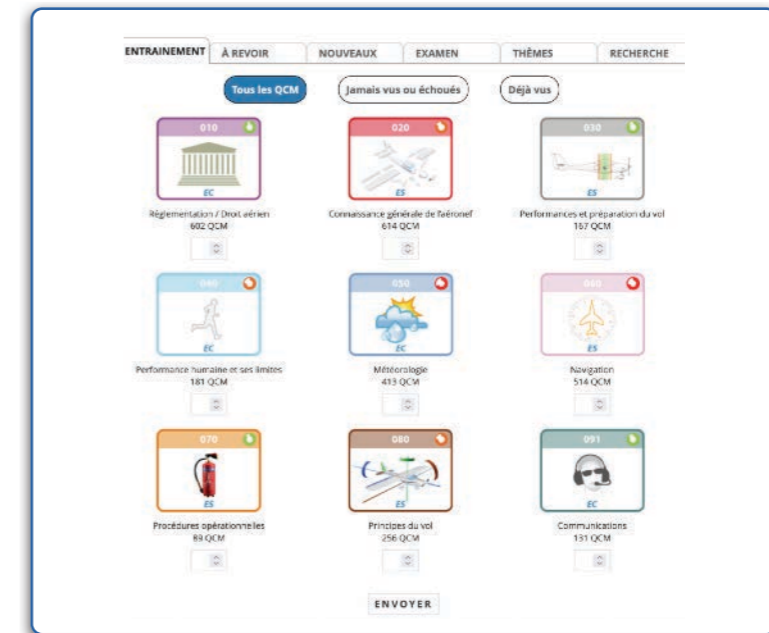 ENTRAINEMENT À REVOIR NOUVEAUX EXAMEN THÈMES RECHERCHE
Tous les QCM Jamais vus ou échoués Déjà vus
010 020 030
EC ES ES
Règlementation / Droit aérien Connaissance générale de l'aéronef Performances et préparation du vol
602 QCM 614 QCM 167 QCM
040 050 060
EC EC ES
Performance humaine et ses limites Météorologie Navigation
181 QCM 413 QCM 514 QCM
070 080 091
ES ES EC
Procédures opérationnelles Principes du vol Communications
69 QCM 256 QCM 131 QCM
ENVOYER